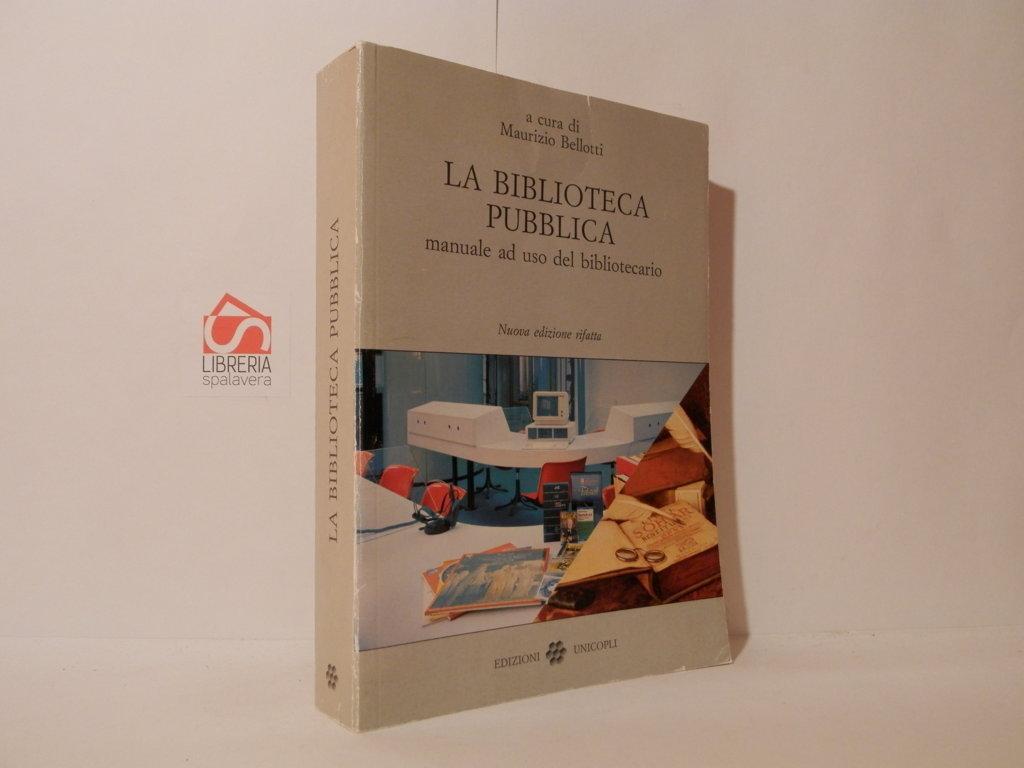 a cura di
Maurizio Bellotti
LA BIBLIOTECA
PUBBLICA
manuale ad uso del bibliotecario
Nuova edizione rifatta
EDIZIONI UNICOPLI
LA BIBLIOTECA PUBBLICA
LIBRERIA
spalavera